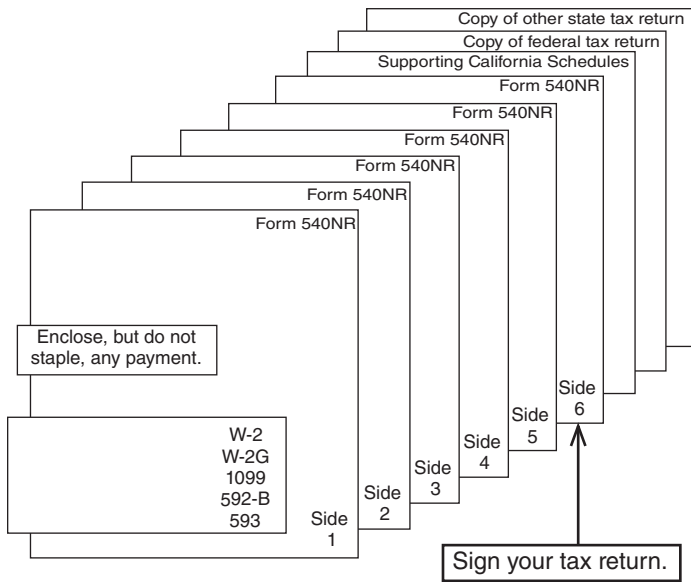 Copy of other state tax return
Copy of federal tax return
Supporting California Schedules
Form 540NR
Form 540NR
Form 540NR
Form 540NR
Form 540NR
Form 540NR
Enclose, but do not
staple, any payment.
W-2
W-2G
1099
592-B
593
Side
1
Side
2
Side
3
Side
4
Side
5
Side
6
Sign your tax return.